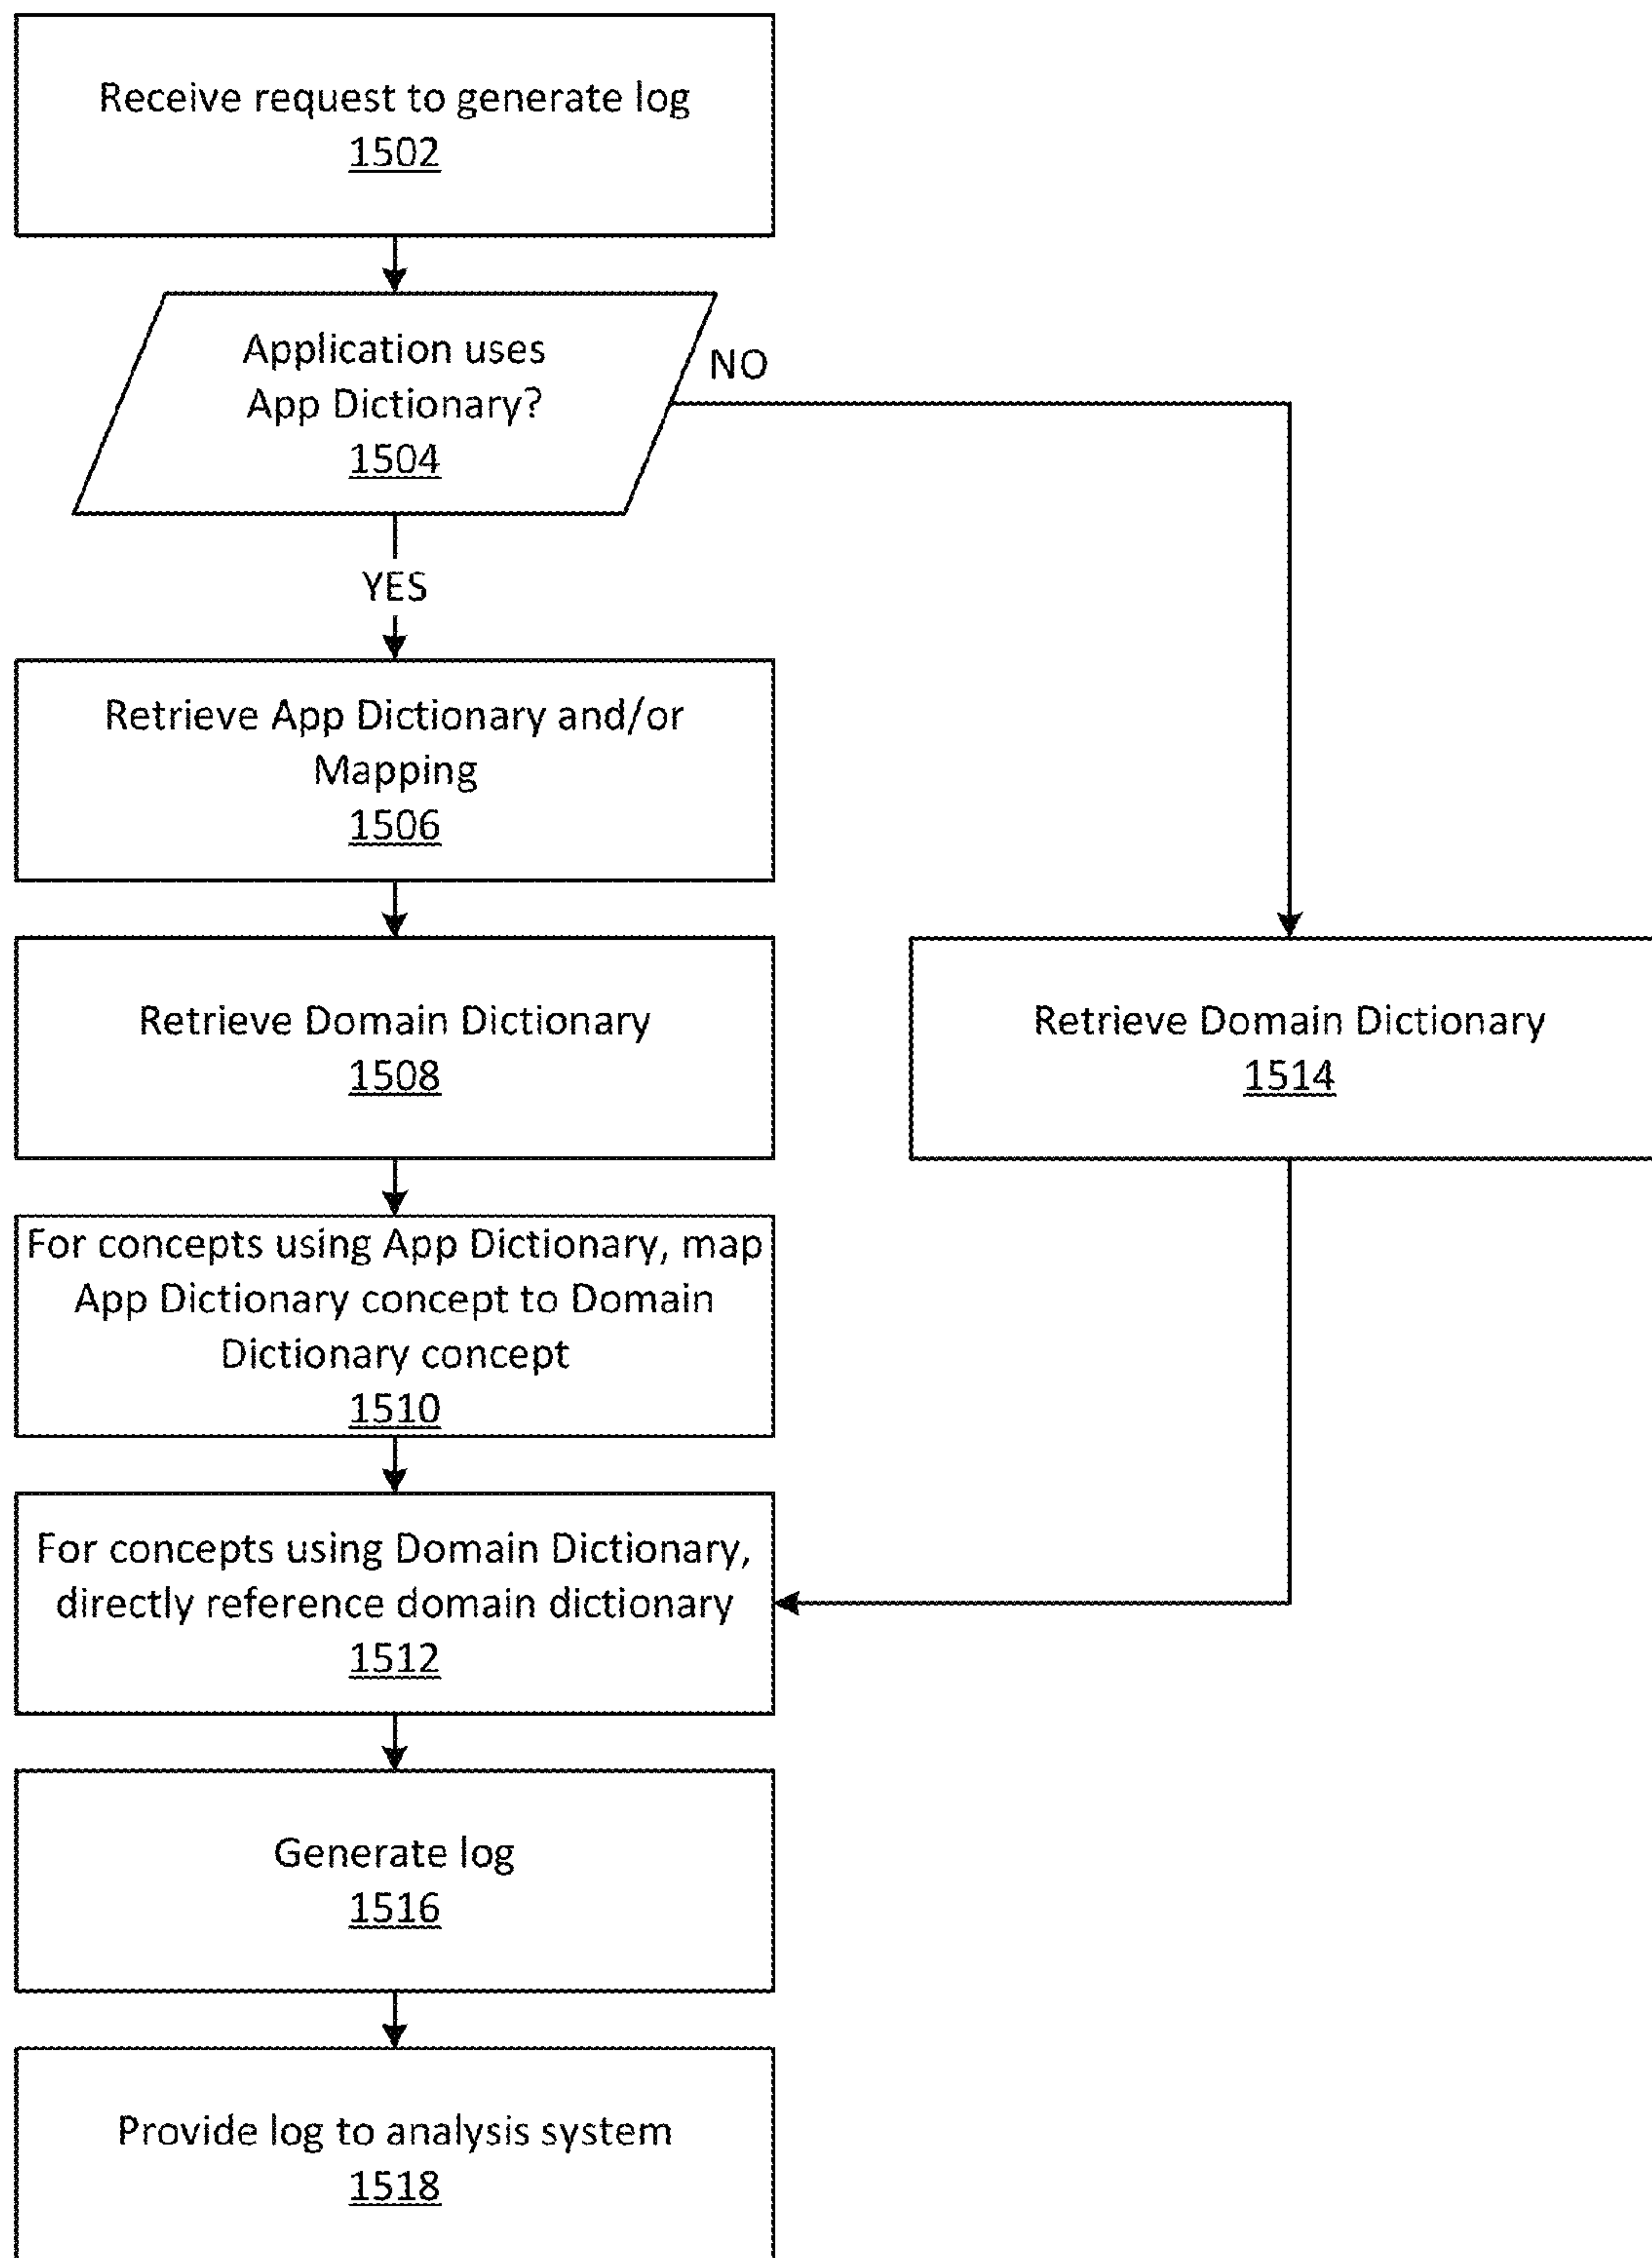 Receive request to generate log
1502
Application uses
App Dictionary?
1504
NO
YES
Retrieve App Dictionary and/or
Mapping
1506
Retrieve Domain Dictionary
1508
Retrieve Domain Dictionary
1514
For concepts using App Dictionary, map
App Dictionary concept to Domain
Dictionary concept
1510
For concepts using Domain Dictionary,
directly reference domain dictionary
1512
Generate log
1516
Provide log to analysis system
1518